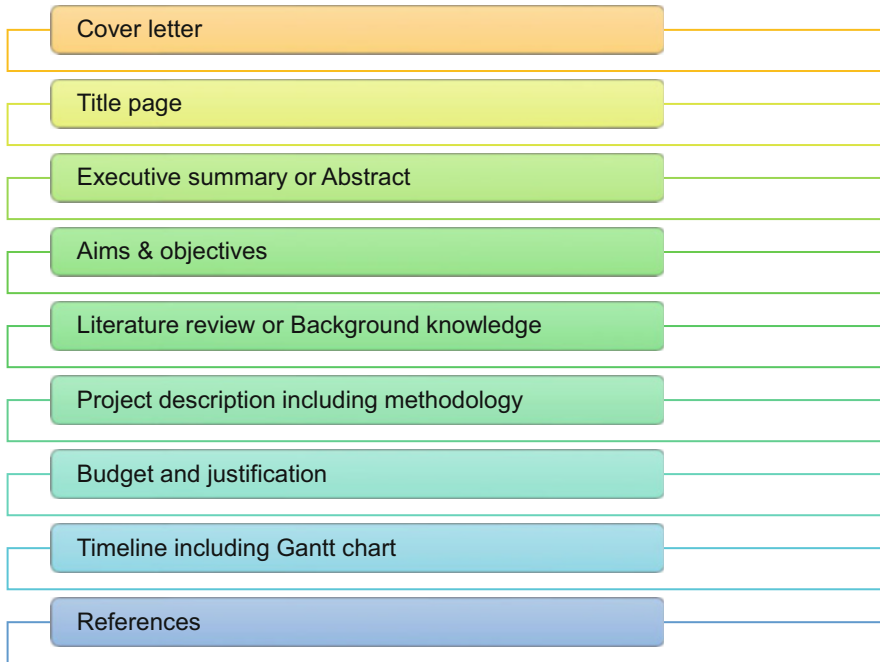 Cover letter
Title page
Executive summary or Abstract
Aims & objectives
Literature review or Background knowledge
Project description including methodology
Budget and justification
Timeline including Gantt chart
References